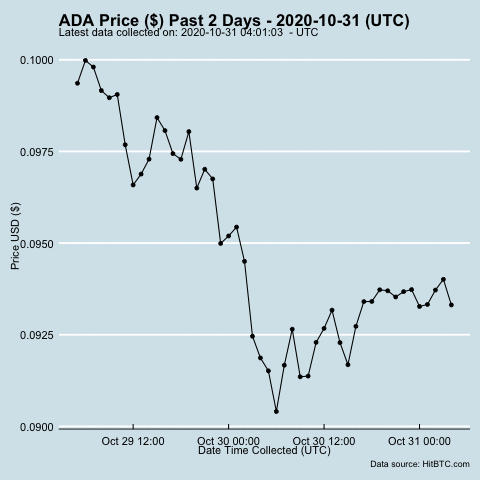 ADA Price ($) Past 2 Days - 2020-10-31 (UTC)
Latest data collected on: 2020-10-31 04:01:03 - UTC
0.1000
0.0975
0.0950
0.0925
0.0900
Price USD ($)
Oct 29 12:00
Oct 30 00:00
Oct 30 12:00
Oct 31 00:00
Date Time Collected (UTC)
Data source: HitBTC.com